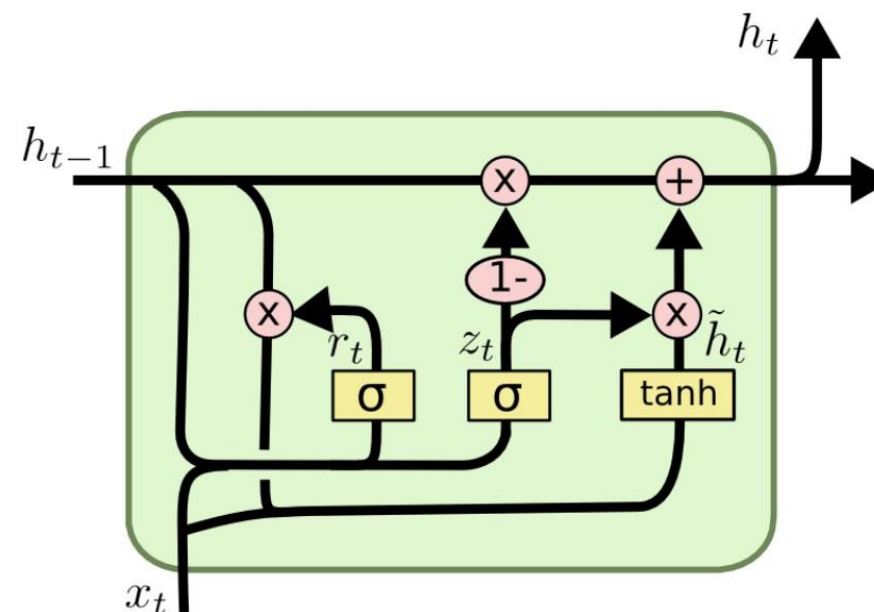 h_t
h_{t-1}
x
+
1-
x
r_t
z_t
x
h̃_t
σ
σ
tanh
x_t